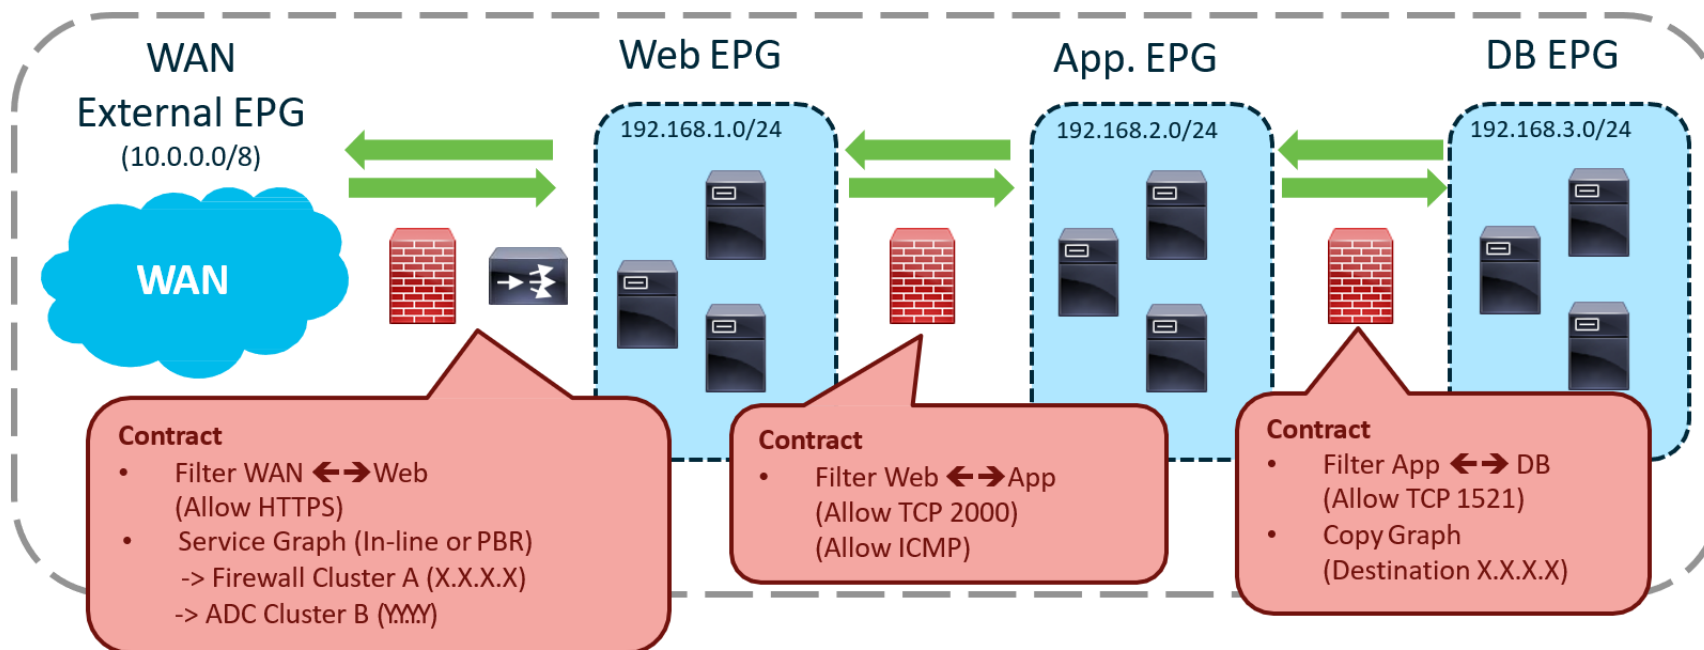 WAN
External EPG
(10.0.0.0/8)
WAN
Web EPG
192.168.1.0/24
App. EPG
192.168.2.0/24
DB EPG
192.168.3.0/24
Contract
• Filter WAN ←→Web
(Allow HTTPS)
• Service Graph (In-line or PBR)
-> Firewall Cluster A (X.X.X.X)
-> ADC Cluster B (Y.Y.Y.Y)
Contract
• Filter Web ←→App
(Allow TCP 2000)
(Allow ICMP)
Contract
• Filter App ←→ DB
(Allow TCP 1521)
• Copy Graph
(Destination X.X.X.X)